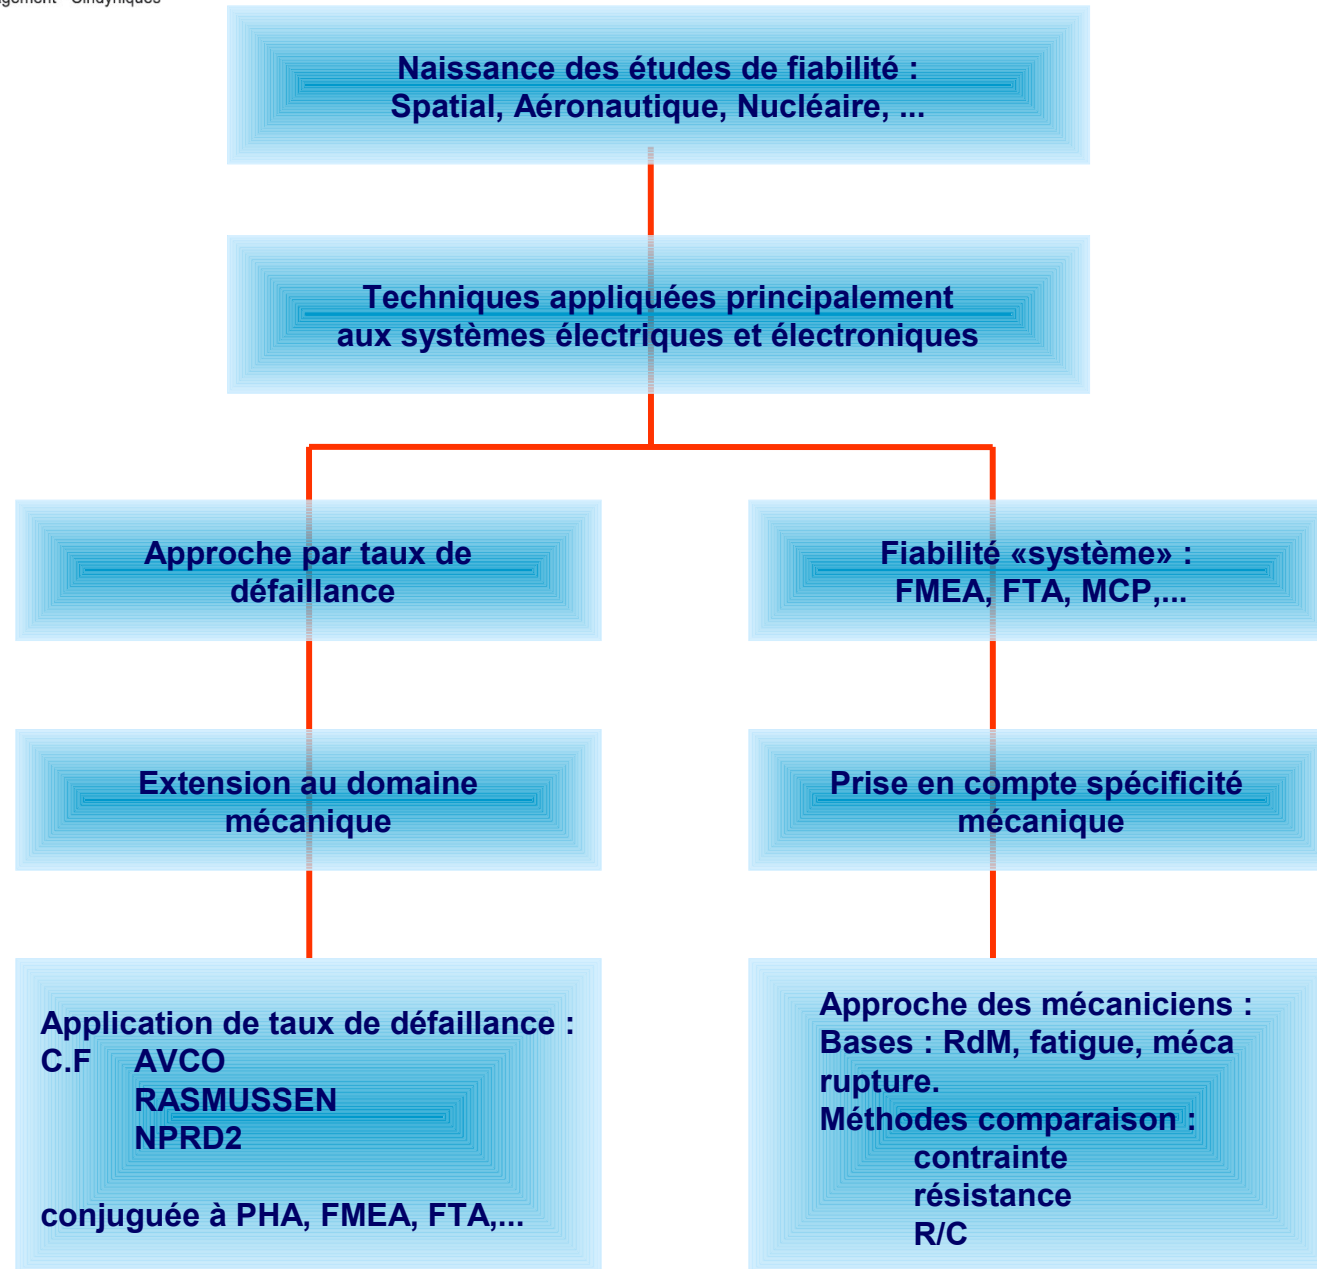 Cindyniques
Naissance des études de fiabilité :
Spatial, Aéronautique, Nucléaire, ...
Techniques appliquées principalement
aux systèmes électriques et électroniques
Approche par taux de
défaillance
Fiabilité «système» :
FMEA, FTA, MCP,...
Extension au domaine
mécanique
Prise en compte spécificité
mécanique
Application de taux de défaillance :
C.F AVCO
RASMUSSEN
NPRD2
conjuguée à PHA, FMEA, FTA,...
Approche des mécaniciens :
Bases : RdM, fatigue, méca
rupture.
Méthodes comparaison :
contrainte
résistance
R/C